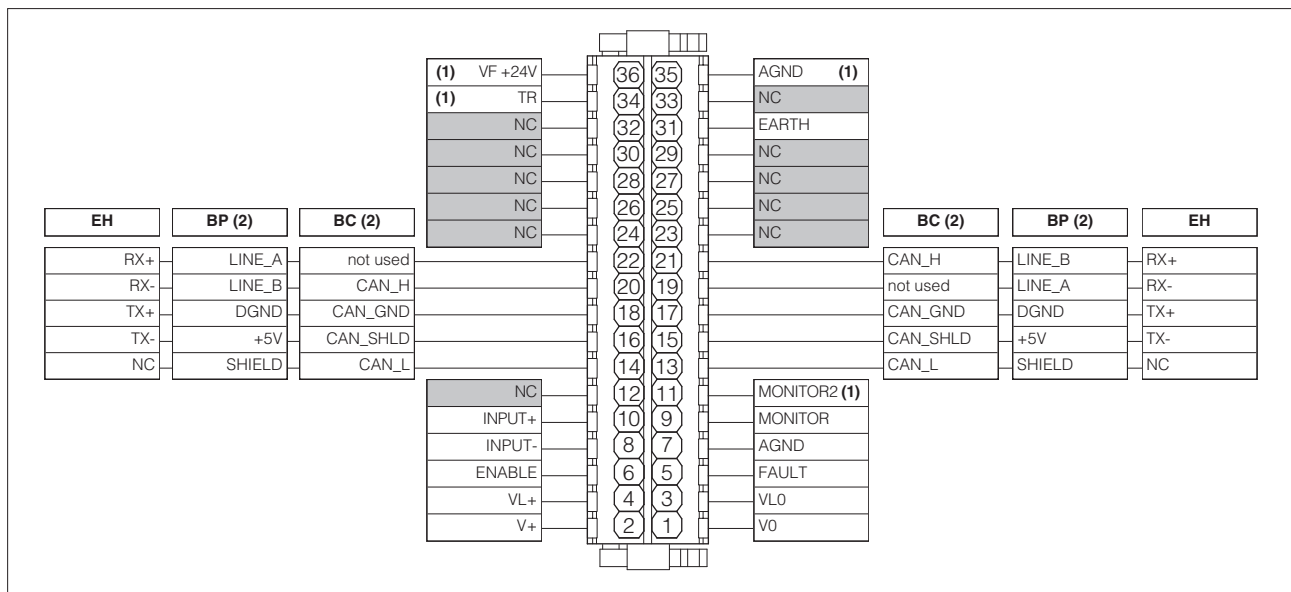 (1) VF +24V 36 35 AGND (1)
(1) TR 34 33 NC
NC 32 31 EARTH
NC 30 29 NC
NC 28 27 NC
NC 26 25 NC
NC 24 23 NC
EH BP (2) BC (2) BC (2) BP (2) EH
RX+ LINE_A not used 22 21 CAN_H LINE_B RX+
RX- LINE_B CAN_H 20 19 not used LINE_A RX-
TX+ DGND CAN_GND 18 17 CAN_GND DGND TX+
TX- +5V CAN_SHLD 16 15 CAN_SHLD +5V TX-
NC SHIELD CAN_L 14 13 CAN_L SHIELD NC
NC 12 11 MONITOR2 (1)
INPUT+ 10 9 MONITOR
INPUT- 8 7 AGND
ENABLE 6 5 FAULT
VL+ 4 3 VL0
V+ 2 1 V0